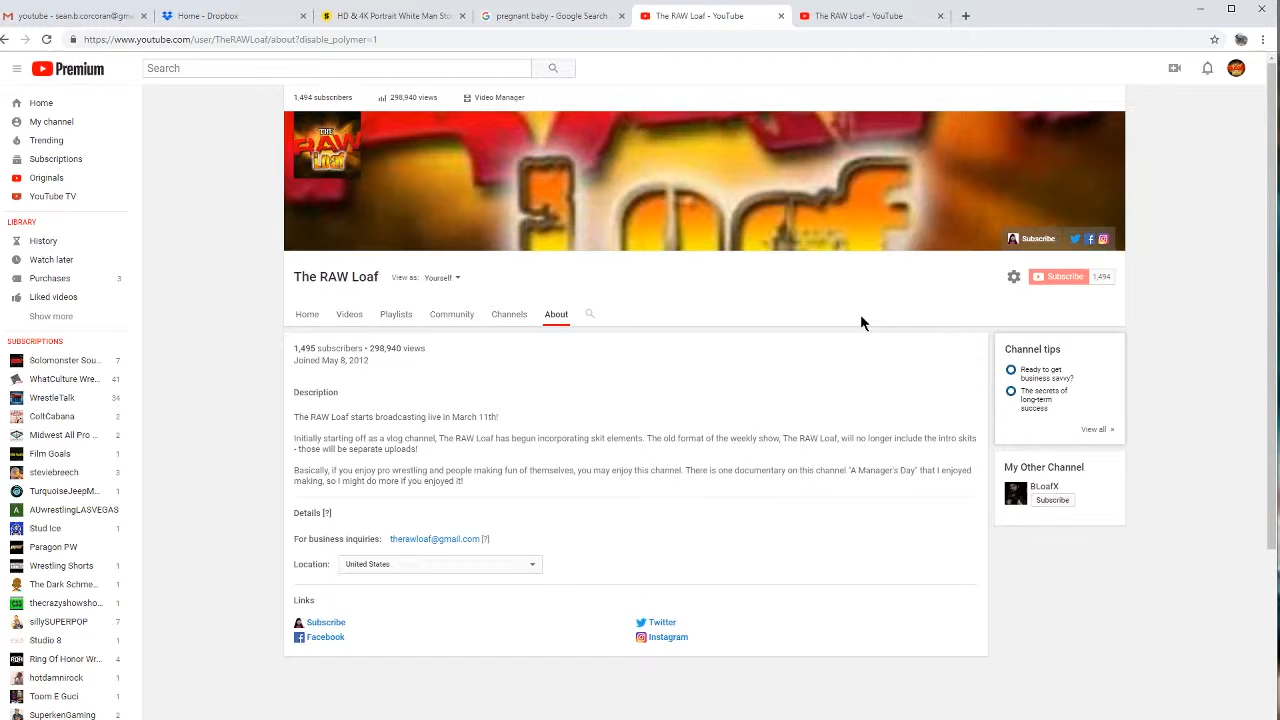 youtube - sean.b.corcoran@gm
Home - Dropbox
HD & 4K Portrait White Man Sto
pregnant baby - Google Search
The RAW Loaf - YouTube
The RAW Loaf - YouTube
https://www.youtube.com/user/TheRAWLoaf/about?disable_polymer=1
Premium
Search
1,494 subscribers
298,940 views
Video Manager
Home
My channel
Trending
Subscriptions
Originals
YouTube TV
LIBRARY
History
Watch later
Purchases 3
Liked videos
Show more
SUBSCRIPTIONS
Solomonster Sou... 7
WhatCulture Wre... 41
WrestleTalk 34
ColtCabana 2
Midwest All Pro ... 2
Film Goals 1
steviebreech 3
TurquoiseJeepM... 1
AUwrestlingLASVEGAS
Stud Ice 1
Paragon PW
Wrestling Shorts 1
The Dark Scheme... 1
thecrazyshowsho... 1
sillySUPERPOP 7
Studio 8 1
Ring Of Honor Wr... 4
hotdamnirock 1
Toom E Guci 1
SuperkenGaming 2
THE
RAW
Loaf
Loaf
Subscribe
The RAW Loaf
View as: Yourself
Subscribe 1,494
Home
Videos
Playlists
Community
Channels
About
1,495 subscribers • 298,940 views
Joined May 8, 2012
Description
The RAW Loaf starts broadcasting live in March 11th!
Initially starting off as a vlog channel, The RAW Loaf has begun incorporating skit elements. The old format of the weekly show, The RAW Loaf, will no longer include the intro skits
- those will be separate uploads!
Basically, if you enjoy pro wrestling and people making fun of themselves, you may enjoy this channel. There is one documentary on this channel "A Manager's Day" that I enjoyed
making, so I might do more if you enjoyed it!
Details [?]
For business inquiries: therawloaf@gmail.com [?]
Location: United States
Links
Subscribe
Twitter
Facebook
Instagram
Channel tips
Ready to get
business savvy?
The secrets of
long-term
success
View all »
My Other Channel
BLoafX
Subscribe